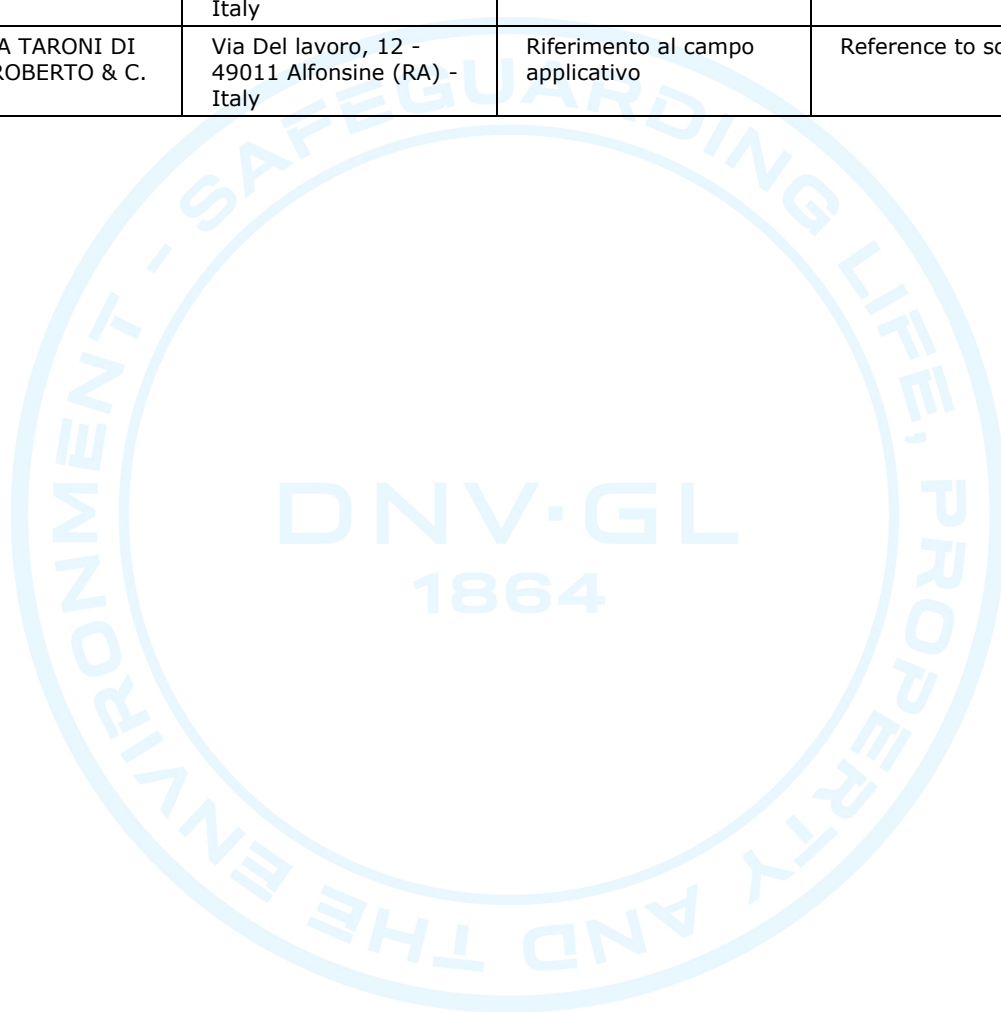 Italy
A TARONI DI
ROBERTO & C.
Via Del lavoro, 12 -
49011 Alfonsine (RA) -
Italy
Riferimento al campo
applicativo
Reference to
SAFEGUARDING LIFE, PROPERTY AND THE ENVIRONMENT -
DNV·GL
1864